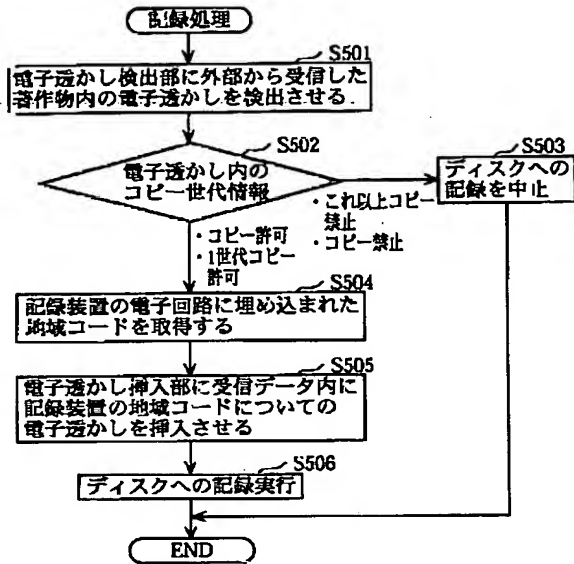 記録処理
S501
電子透かし検出部に外部から受信した
著作物内の電子透かしを検出させる
S502
電子透かし内の
コピー世代情報
S503
ディスクへの
記録を中止
・これ以上コピー
禁止
・コピー禁止
・コピー許可
・1世代コピー
許可
S504
記録装置の電子回路に埋め込まれた
地域コードを取得する
S505
電子透かし挿入部に受信データ内に
記録装置の地域コードについての
電子透かしを挿入させる
S506
ディスクへの記録実行
END